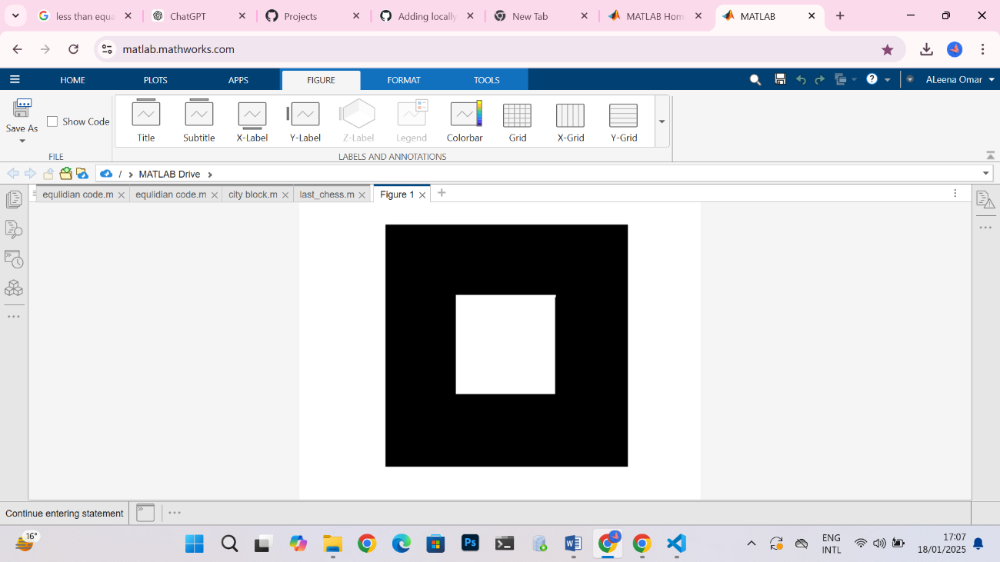 less than equa
ChatGPT
Projects
Adding locally
New Tab
MATLAB Hom
MATLAB
matlab.mathworks.com
HOME
PLOTS
APPS
FIGURE
FORMAT
TOOLS
ALeena Omar
Save As
Show Code
Title
Subtitle
X-Label
Y-Label
Z-Label
Legend
Colorbar
Grid
X-Grid
Y-Grid
FILE
LABELS AND ANNOTATIONS
/ > MATLAB Drive >
equlidian code.m
equlidian code.m
city block.m
last_chess.m
Figure 1
Continue entering statement
16°
Ps
ENG
INTL
17:07
18/01/2025